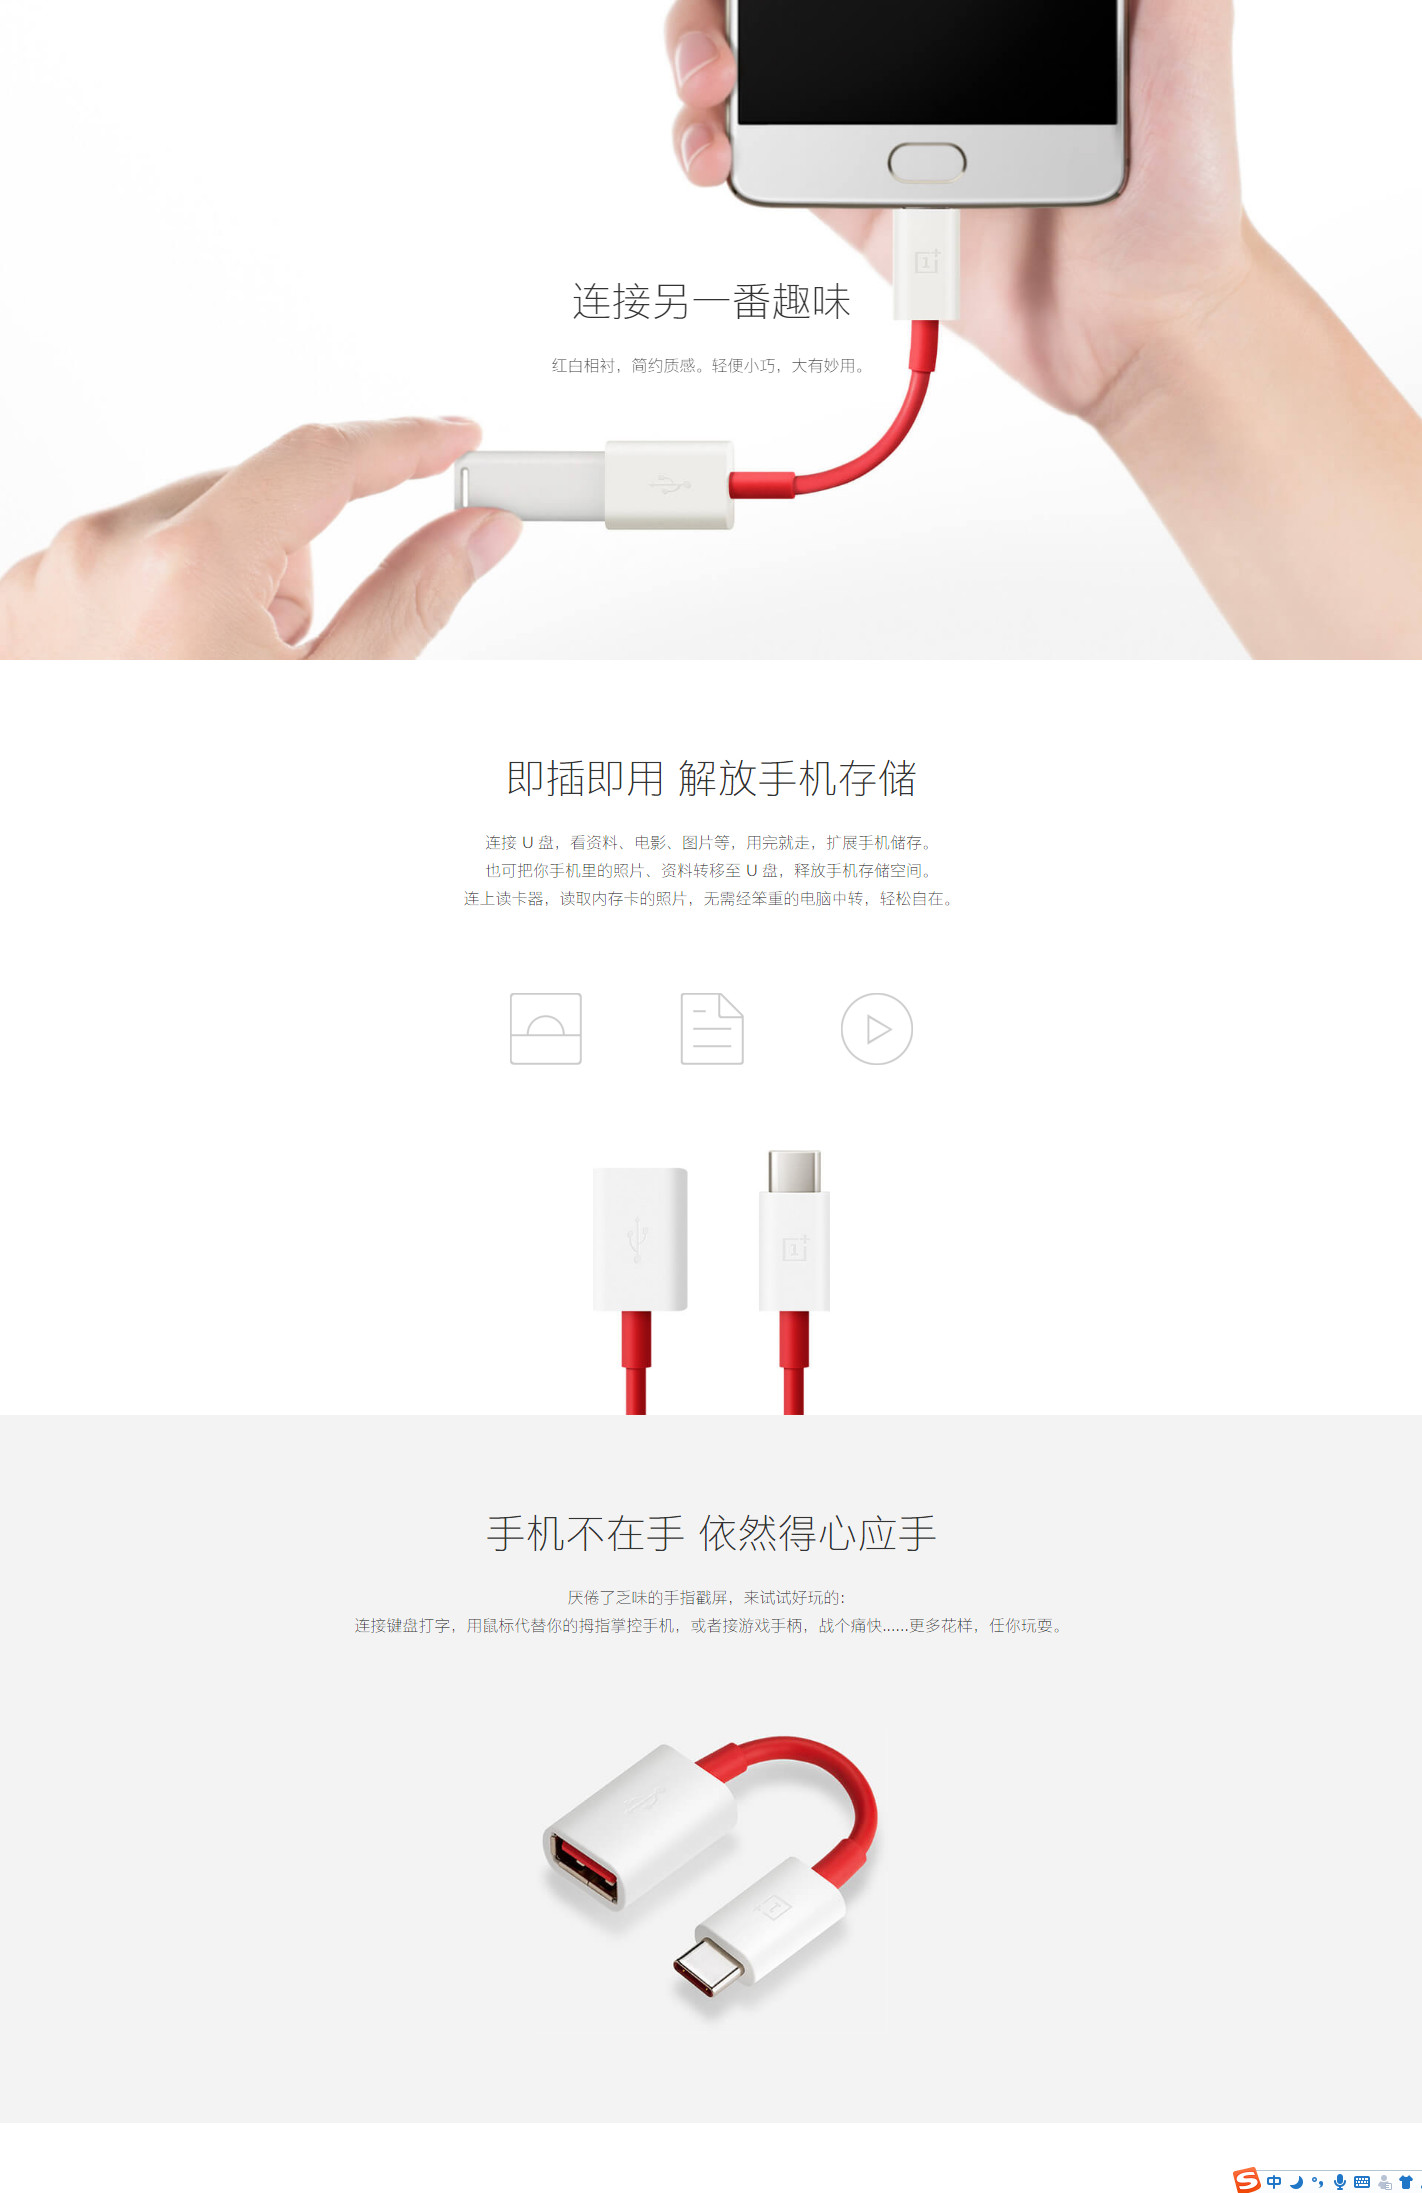 连接另一番趣味
红白相衬，简约质感。轻便小巧，大有妙用。
即插即用 解放手机存储
连接 U 盘，看资料、电影、图片等，用完就走，扩展手机储存。
也可把你手机里的照片、资料转移至 U 盘，释放手机存储空间。
连上读卡器，读取内存卡的照片，无需经笨重的电脑中转，轻松自在。
手机不在手 依然得心应手
厌倦了乏味的手指戳屏，来试试好玩的：
连接键盘打字，用鼠标代替你的拇指掌控手机，或者接游戏手柄，战个痛快......更多花样，任你玩耍。
中